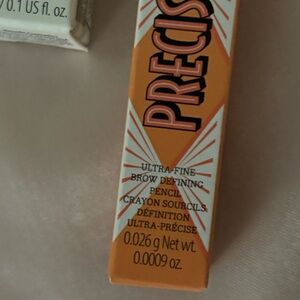 / 0.1 US fl. oz.
PRECIS
ULTRA-FINE
BROW DEFINING
PENCIL
CRAYON SOURCILS
DÉFINITION
ULTRA-PRÉCISE
0.026 g Net wt.
0.0009 oz.